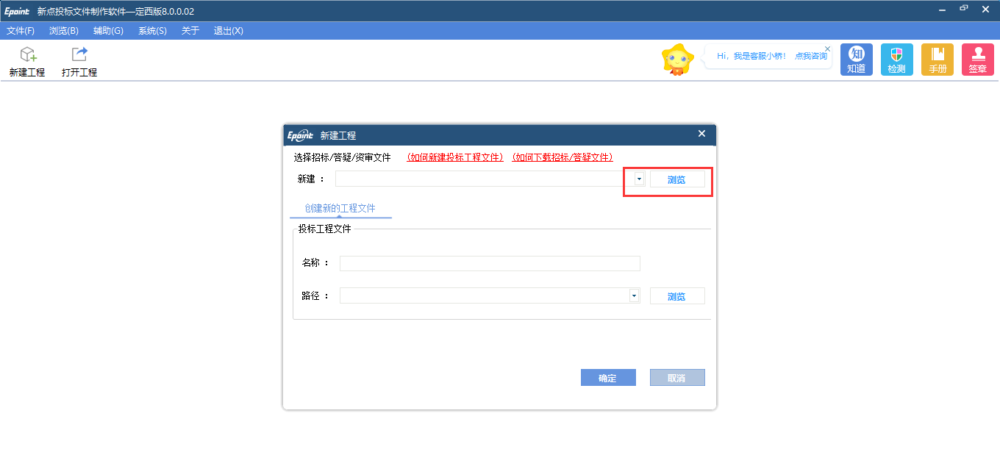 Epoint 新点投标文件制作软件—定西版8.0.0.02
文件(F) 浏览(B) 辅助(G) 系统(S) 关于 退出(X)
新建工程 打开工程
Hi，我是客服小桥！ 点我咨询
知 知道 检测 手册 签章
Epoint 新建工程
选择招标/答疑/资审文件 (如何新建投标工程文件) (如何下载招标/答疑文件)
新建 ： 浏览
创建新的工程文件
投标工程文件
名称 ：
路径 ： 浏览
确定 取消